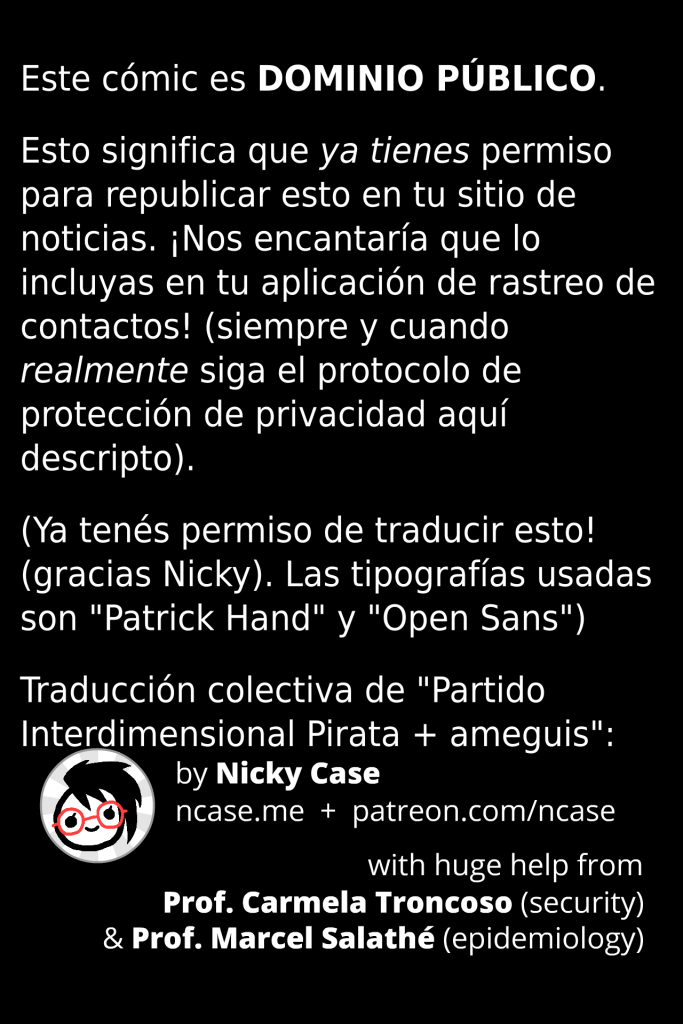 Este cómic es DOMINIO PÚBLICO.
Esto significa que ya tienes permiso
para republicar esto en tu sitio de
noticias. ¡Nos encantaría que lo
incluyas en tu aplicación de rastreo de
contactos! (siempre y cuando
realmente siga el protocolo de
protección de privacidad aquí
descripto).
(Ya tenés permiso de traducir esto!
(gracias Nicky). Las tipografías usadas
son "Patrick Hand" y "Open Sans")
Traducción colectiva de "Partido
Interdimensional Pirata + ameguis":
by Nicky Case
ncase.me + patreon.com/ncase
with huge help from
Prof. Carmela Troncoso (security)
& Prof. Marcel Salathé (epidemiology)